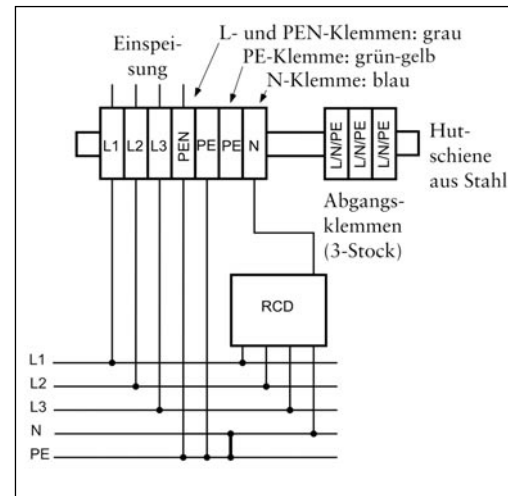 Einspei-
sung
L- und PEN-Klemmen: grau
PE-Klemme: grün-gelb
N-Klemme: blau
L1
L2
L3
PEN
PE
PE
N
L/N/PE
L/N/PE
L/N/PE
Hut-
schiene
aus Stahl
Abgangs-
klemmen
(3-Stock)
RCD
L1
L2
L3
N
PE